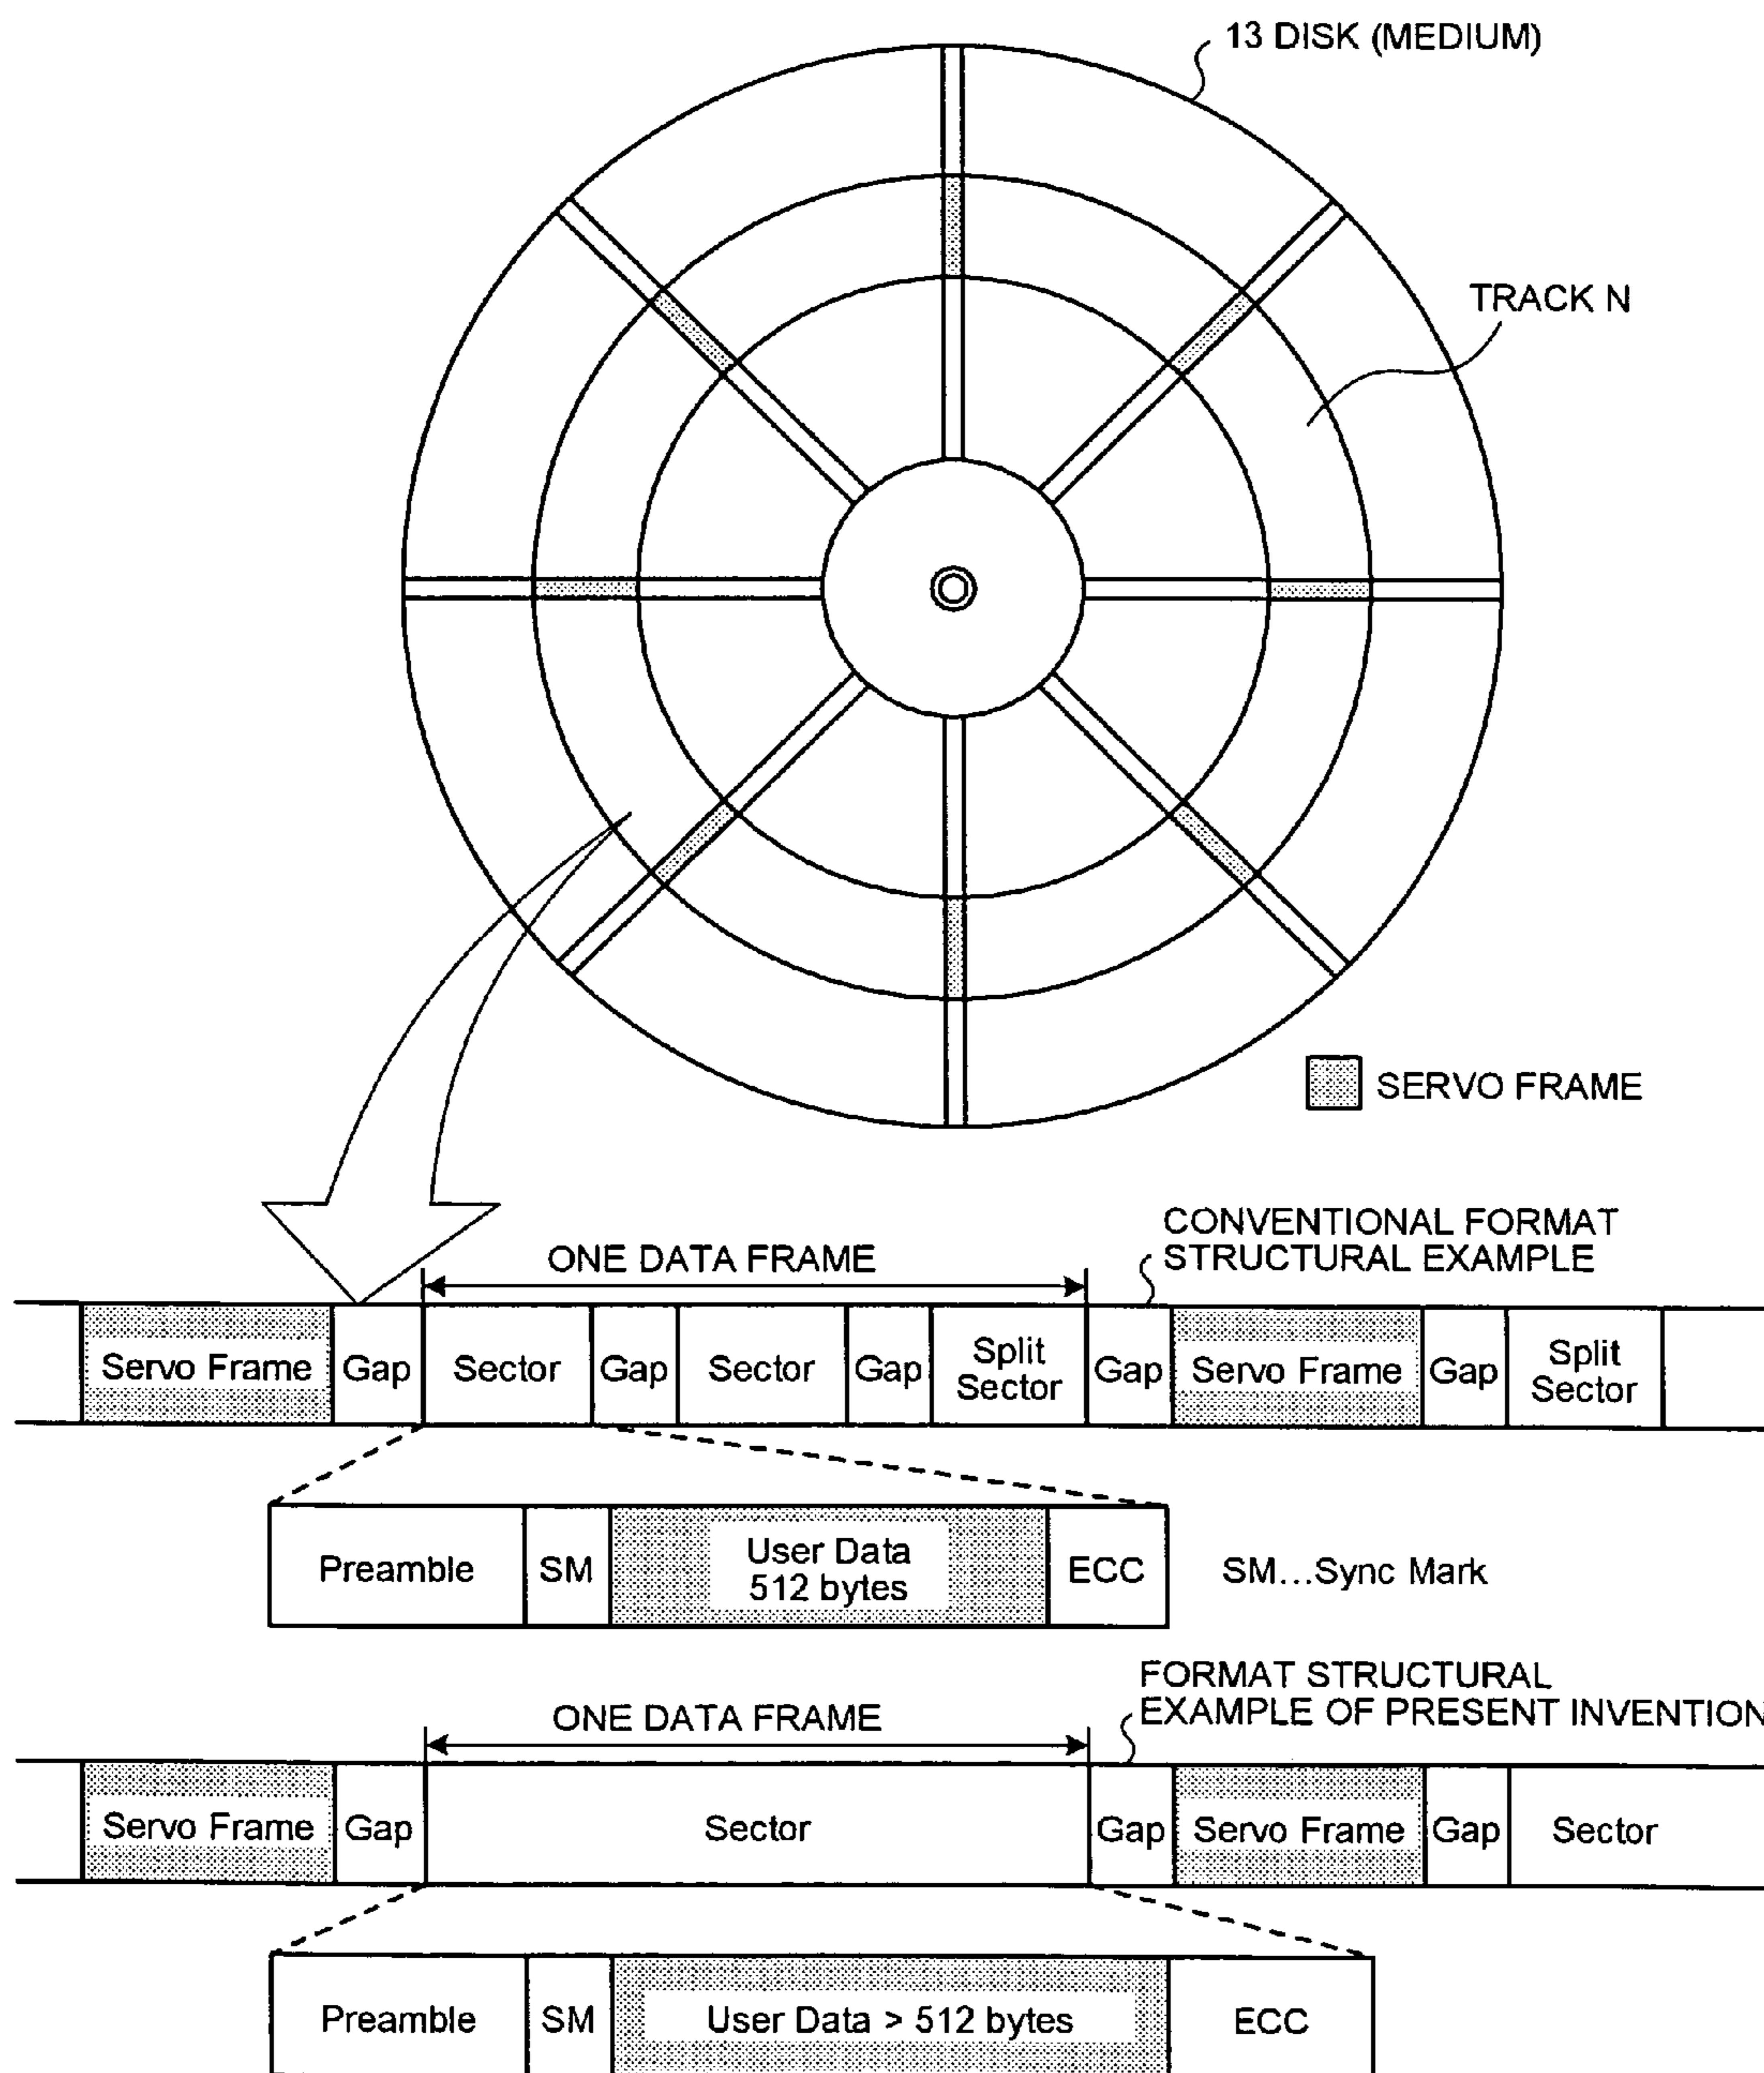 13 DISK (MEDIUM)
TRACK N
SERVO FRAME
CONVENTIONAL FORMAT
STRUCTURAL EXAMPLE
ONE DATA FRAME
Servo Frame
Gap
Sector
Gap
Sector
Gap
Split
Sector
Gap
Servo Frame
Gap
Split
Sector
Preamble
SM
User Data
512 bytes
ECC
SM...Sync Mark
FORMAT STRUCTURAL
EXAMPLE OF PRESENT INVENTION
ONE DATA FRAME
Servo Frame
Gap
Sector
Gap
Servo Frame
Gap
Sector
Preamble
SM
User Data > 512 bytes
ECC